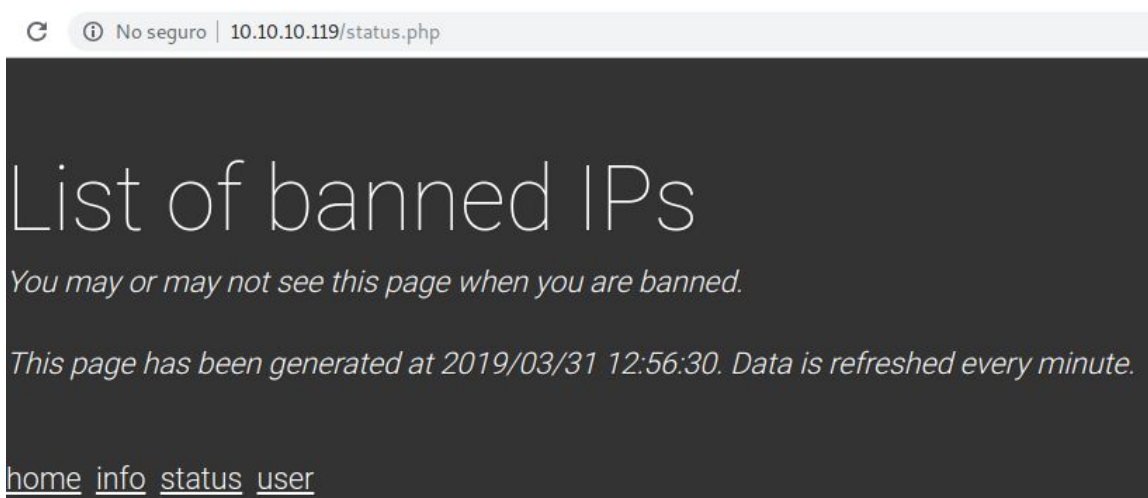 No seguro | 10.10.10.119/status.php
List of banned IPs
You may or may not see this page when you are banned.
This page has been generated at 2019/03/31 12:56:30. Data is refreshed every minute.
home info status user